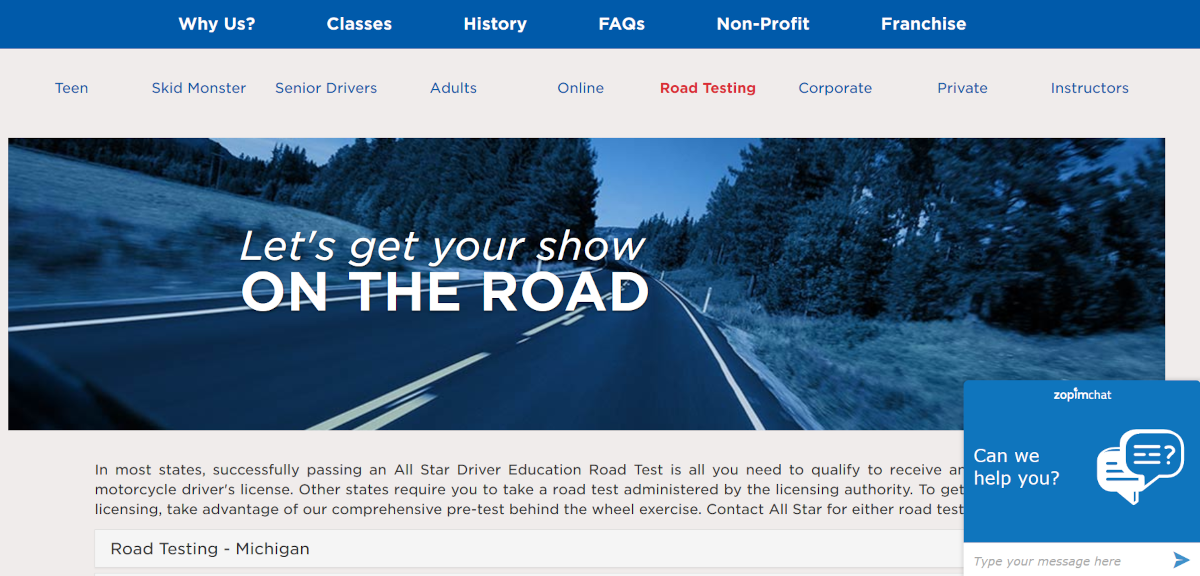 Why Us? Classes History FAQs Non-Profit Franchise
Teen Skid Monster Senior Drivers Adults Online Road Testing Corporate Private Instructors
Let's get your show
ON THE ROAD
In most states, successfully passing an All Star Driver Education Road Test is all you need to qualify to receive
motorcycle driver's license. Other states require you to take a road test administered by the licensing authority. To get
licensing, take advantage of our comprehensive pre-test behind the wheel exercise. Contact All Star for either road test
Road Testing - Michigan
zopimchat
Can we
help you?
Type your message here